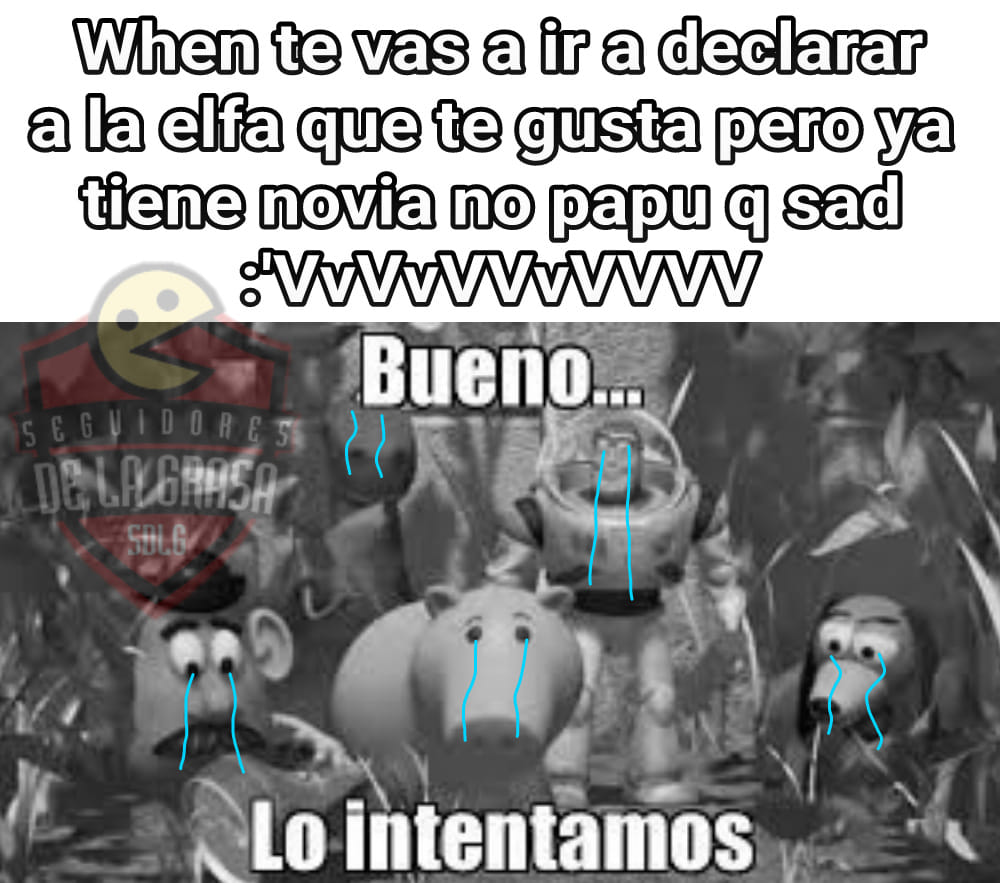 When te vas a ir a declarar
a la elfa que te gusta pero ya
tiene novia no papu q sad
:'VvVvVVvVVVV
Bueno...
SEGUIDORES
DE LA GRASA
SDLG
Lo intentamos